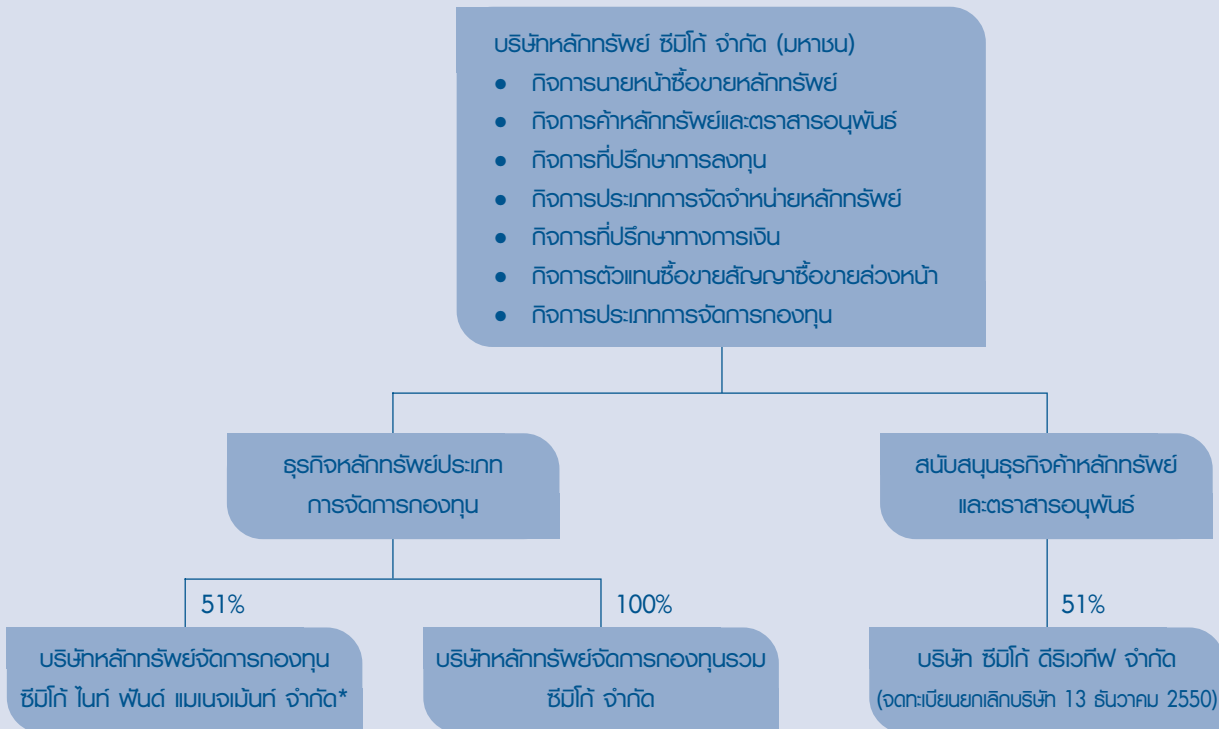 บริษัทหลักทรัพย์ ซีมิโก้ จำกัด (มหาชน)
● กิจการนายหน้าซื้อขายหลักทรัพย์
● กิจการค้าหลักทรัพย์และตราสารอนุพันธ์
● กิจการที่ปรึกษาการลงทุน
● กิจการประเภทการจัดจำหน่ายหลักทรัพย์
● กิจการที่ปรึกษาทางการเงิน
● กิจการตัวแทนซื้อขายสัญญาซื้อขายล่วงหน้า
● กิจการประเภทการจัดการกองทุน
ธุรกิจหลักทรัพย์ประเภท
การจัดการกองทุน
สนับสนุนธุรกิจค้าหลักทรัพย์
และตราสารอนุพันธ์
51%
100%
51%
บริษัทหลักทรัพย์จัดการกองทุน
ซีมิโก้ ไนท์ ฟันด์ แมเนจเม้นท์ จำกัด*
บริษัทหลักทรัพย์จัดการกองทุนรวม
ซีมิโก้ จำกัด
บริษัท ซีมิโก้ ดีริเวทีฟ จำกัด
(จดทะเบียนยกเลิกบริษัท 13 ธันวาคม 2550)